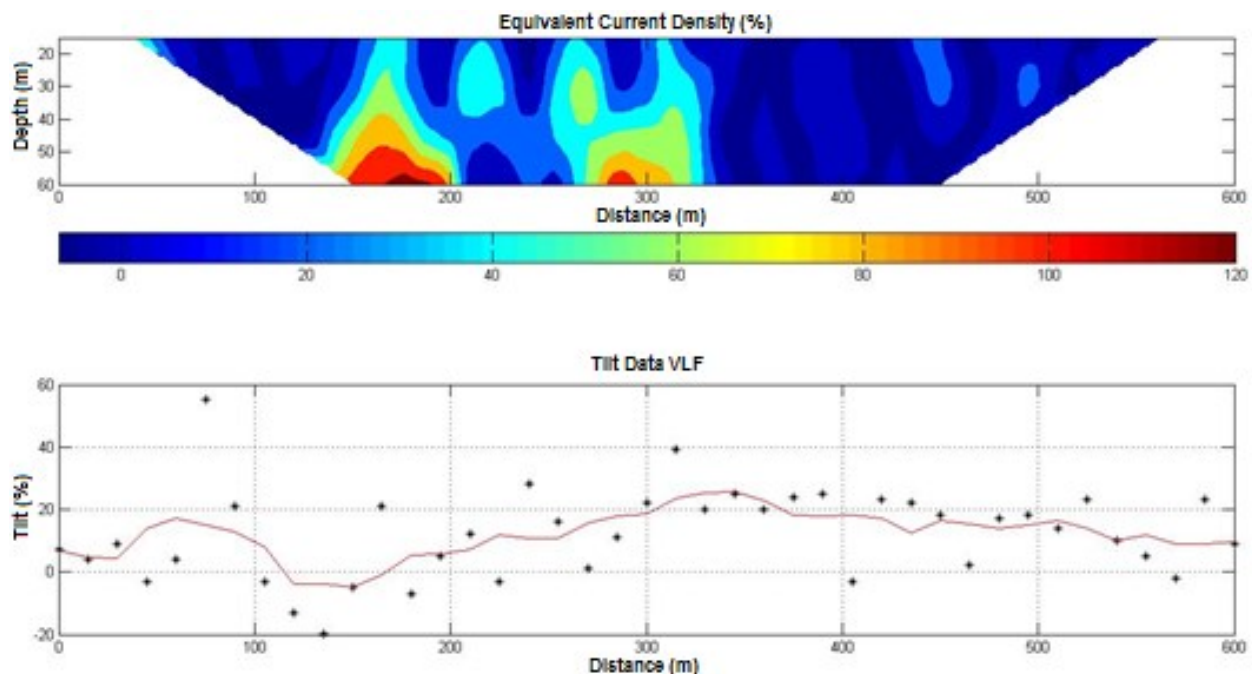 Equivalent Current Density (%)
Depth (m)
20
30
40
50
60
0 100 200 300 400 500 600
Distance (m)
0 20 40 60 80 100 120
Tilt Data VLF
Tilt (%)
60
40
20
0
-20
0 100 200 300 400 500 600
Distance (m)